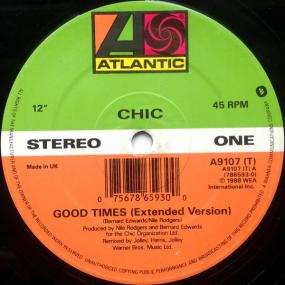 ATLANTIC
12"
CHIC
45 RPM
STEREO
ONE
Made in UK
A9107 (T)
A9107 (T) A
(786593-0)
℗ 1988 WEA
International Inc.
0 75678 65930 0
GOOD TIMES (Extended Version)
(Bernard Edwards/Nile Rodgers)
Produced by Nile Rodgers and Bernard Edwards
for the Chic Organization Ltd.
Remixed by Jolley, Harris, Jolley
Warner Bros. Music Ltd.